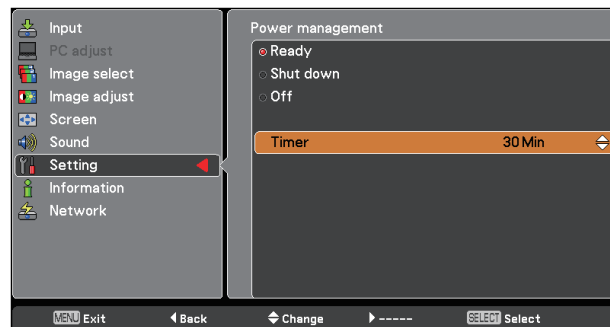 Input
PC adjust
Image select
Image adjust
Screen
Sound
Setting
Information
Network
Power management
Ready
Shut down
Off
Timer 30 Min
MENU Exit Back Change ----- SELECT Select